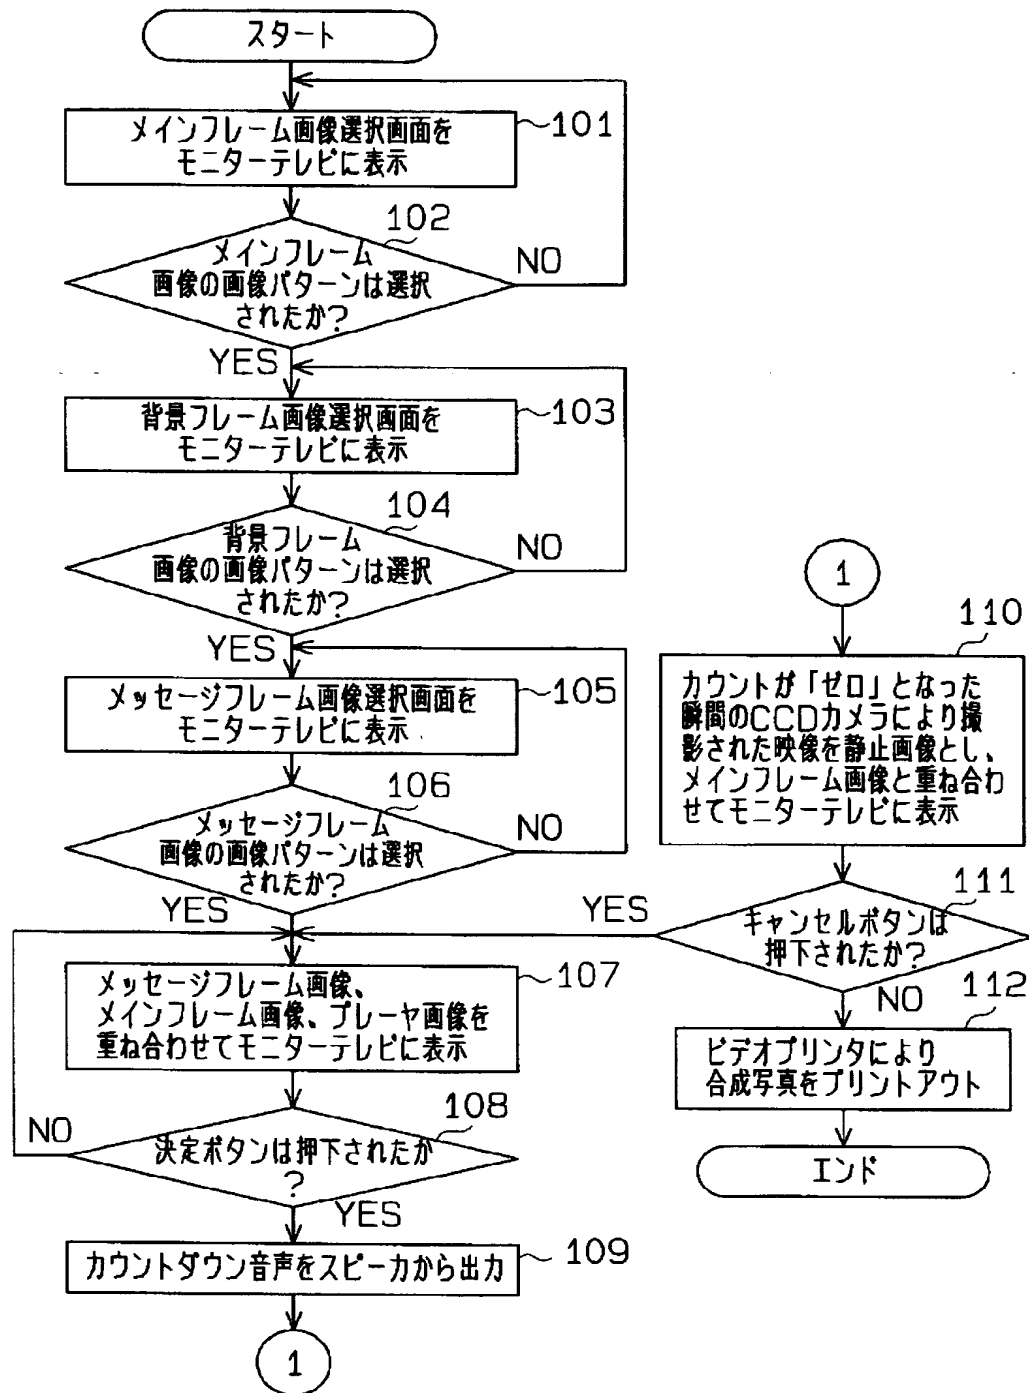 スタート
メインフレーム画像選択画面を
モニターテレビに表示
101
102
メインフレーム
画像の画像パターンは選択
されたか?
NO
YES
背景フレーム画像選択画面を
モニターテレビに表示
103
104
背景フレーム
画像の画像パターンは選択
されたか?
NO
YES
メッセージフレーム画像選択画面を
モニターテレビに表示
105
106
メッセージフレーム
画像の画像パターンは選択
されたか?
NO
YES
メッセージフレーム画像、
メインフレーム画像、プレーヤ画像を
重ね合わせてモニターテレビに表示
107
108
決定ボタンは押下されたか
?
NO
YES
カウントダウン音声をスピーカから出力
109
1
1
110
カウントが「ゼロ」となった
瞬間のCCDカメラにより撮
影された映像を静止画像とし、
メインフレーム画像と重ね合わ
せてモニターテレビに表示
111
キャンセルボタンは
押下されたか?
YES
NO
112
ビデオプリンタにより
合成写真をプリントアウト
エンド